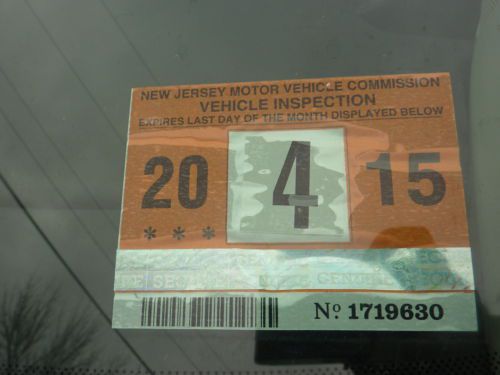 NEW JERSEY MOTOR VEHICLE COMMISSION
VEHICLE INSPECTION
EXPIRES LAST DAY OF THE MONTH DISPLAYED BELOW
20 4 15
* * *
Nº 1719630